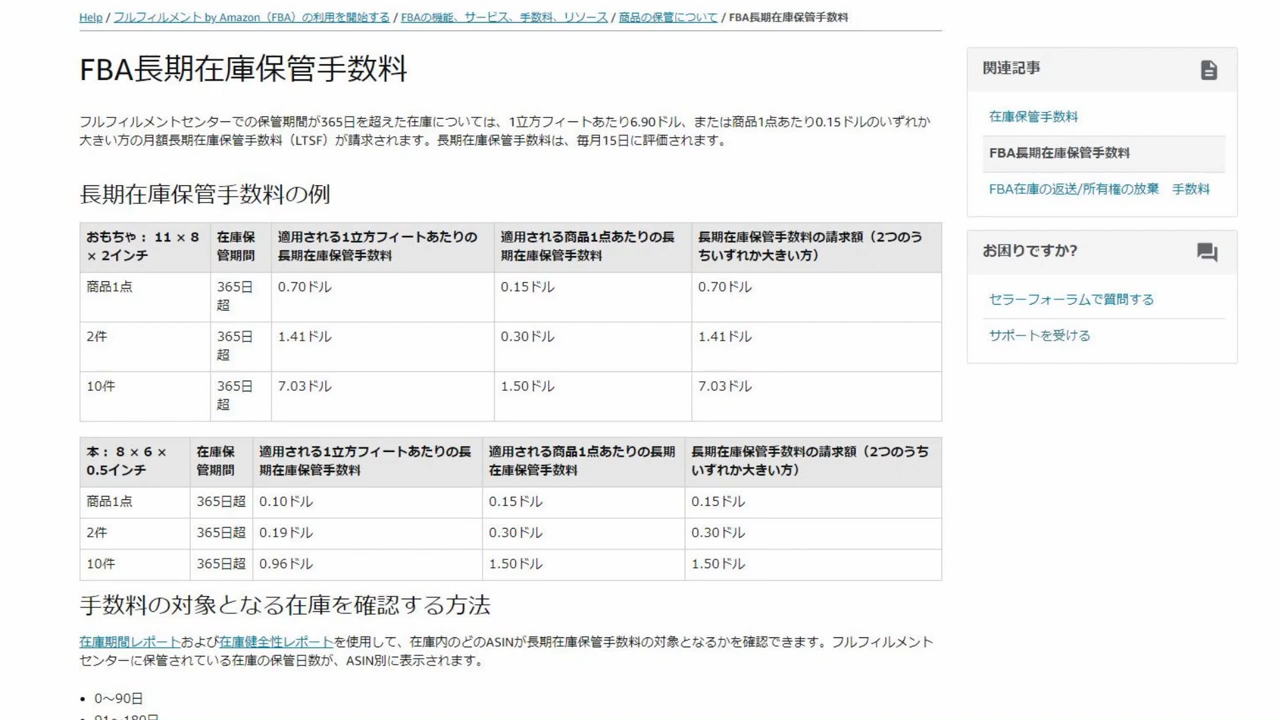 Help / フルフィルメント by Amazon（FBA）の利用を開始する / FBAの機能、サービス、手数料、リソース / 商品の保管について / FBA長期在庫保管手数料
FBA長期在庫保管手数料
フルフィルメントセンターでの保管期間が365日を超えた在庫については、1立方フィートあたり6.90ドル、または商品1点あたり0.15ドルのいずれか
大きい方の月額長期在庫保管手数料（LTSF）が請求されます。長期在庫保管手数料は、毎月15日に評価されます。
長期在庫保管手数料の例
おもちゃ： 11 × 8 × 2インチ 在庫保管期間 適用される1立方フィートあたりの長期在庫保管手数料 適用される商品1点あたりの長期在庫保管手数料 長期在庫保管手数料の請求額（2つのうちいずれか大きい方）
商品1点 365日超 0.70ドル 0.15ドル 0.70ドル
2件 365日超 1.41ドル 0.30ドル 1.41ドル
10件 365日超 7.03ドル 1.50ドル 7.03ドル
本： 8 × 6 × 0.5インチ 在庫保管期間 適用される1立方フィートあたりの長期在庫保管手数料 適用される商品1点あたりの長期在庫保管手数料 長期在庫保管手数料の請求額（2つのうちいずれか大きい方）
商品1点 365日超 0.10ドル 0.15ドル 0.15ドル
2件 365日超 0.19ドル 0.30ドル 0.30ドル
10件 365日超 0.96ドル 1.50ドル 1.50ドル
手数料の対象となる在庫を確認する方法
在庫期間レポートおよび在庫健全性レポートを使用して、在庫内のどのASINが長期在庫保管手数料の対象となるかを確認できます。フルフィルメント
センターに保管されている在庫の保管日数が、ASIN別に表示されます。
• 0～90日
• 91～180日
関連記事
在庫保管手数料
FBA長期在庫保管手数料
FBA在庫の返送/所有権の放棄 手数料
お困りですか?
セラーフォーラムで質問する
サポートを受ける